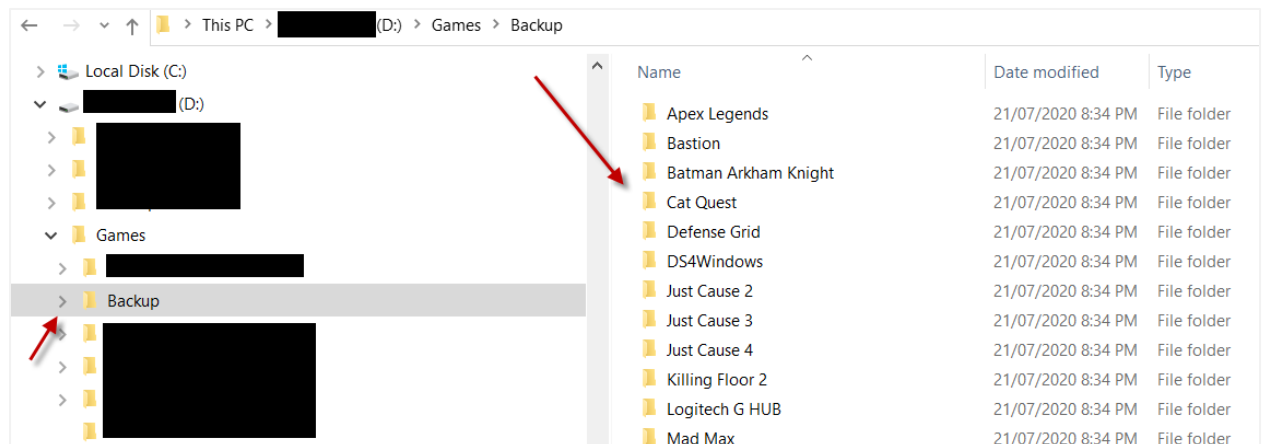 This PC > (D:) > Games > Backup
Local Disk (C:)
(D:)
Games
Backup
Name Date modified Type
Apex Legends 21/07/2020 8:34 PM File folder
Bastion 21/07/2020 8:34 PM File folder
Batman Arkham Knight 21/07/2020 8:34 PM File folder
Cat Quest 21/07/2020 8:34 PM File folder
Defense Grid 21/07/2020 8:34 PM File folder
DS4Windows 21/07/2020 8:34 PM File folder
Just Cause 2 21/07/2020 8:34 PM File folder
Just Cause 3 21/07/2020 8:34 PM File folder
Just Cause 4 21/07/2020 8:34 PM File folder
Killing Floor 2 21/07/2020 8:34 PM File folder
Logitech G HUB 21/07/2020 8:34 PM File folder
Mad Max 21/07/2020 8:34 PM File folder